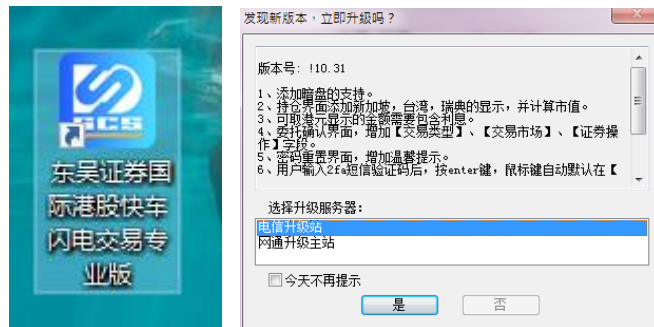 SCS
东吴证券国
际港股快车
闪电交易专
业版
发现新版本，立即升级吗？
版本号: !10.31
1、添加暗盘的支持。
2、持仓界面添加新加坡，台湾，瑞典的显示，并计算市值。
3、可取港元显示的金额需要包含利息。
4、委托确认界面，增加【交易类型】、【交易市场】、【证券操
作】字段。
5、密码重置界面，增加温馨提示。
6、用户输入2fa短信验证码后，按enter键，鼠标键自动默认在【
选择升级服务器:
电信升级站
网通升级主站
今天不再提示
是
否